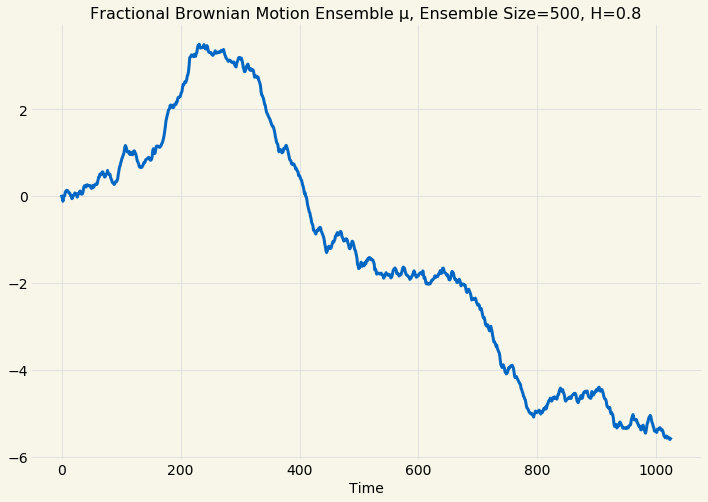 Fractional Brownian Motion Ensemble μ, Ensemble Size=500, H=0.8
2
0
−2
−4
−6
0 200 400 600 800 1000
Time